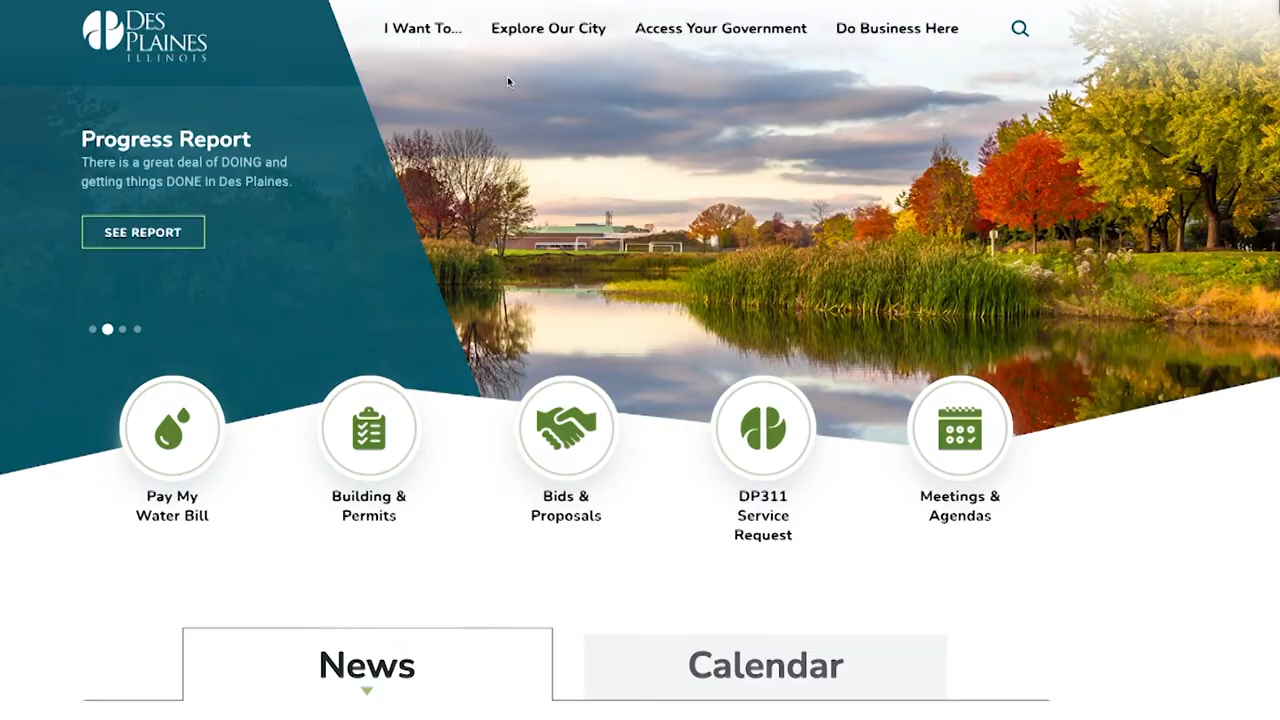 DES
PLAINES
ILLINOIS
I Want To...
Explore Our City
Access Your Government
Do Business Here
Progress Report
There is a great deal of DOING and
getting things DONE in Des Plaines.
SEE REPORT
Pay My
Water Bill
Building &
Permits
Bids &
Proposals
DP311
Service
Request
Meetings &
Agendas
News
Calendar